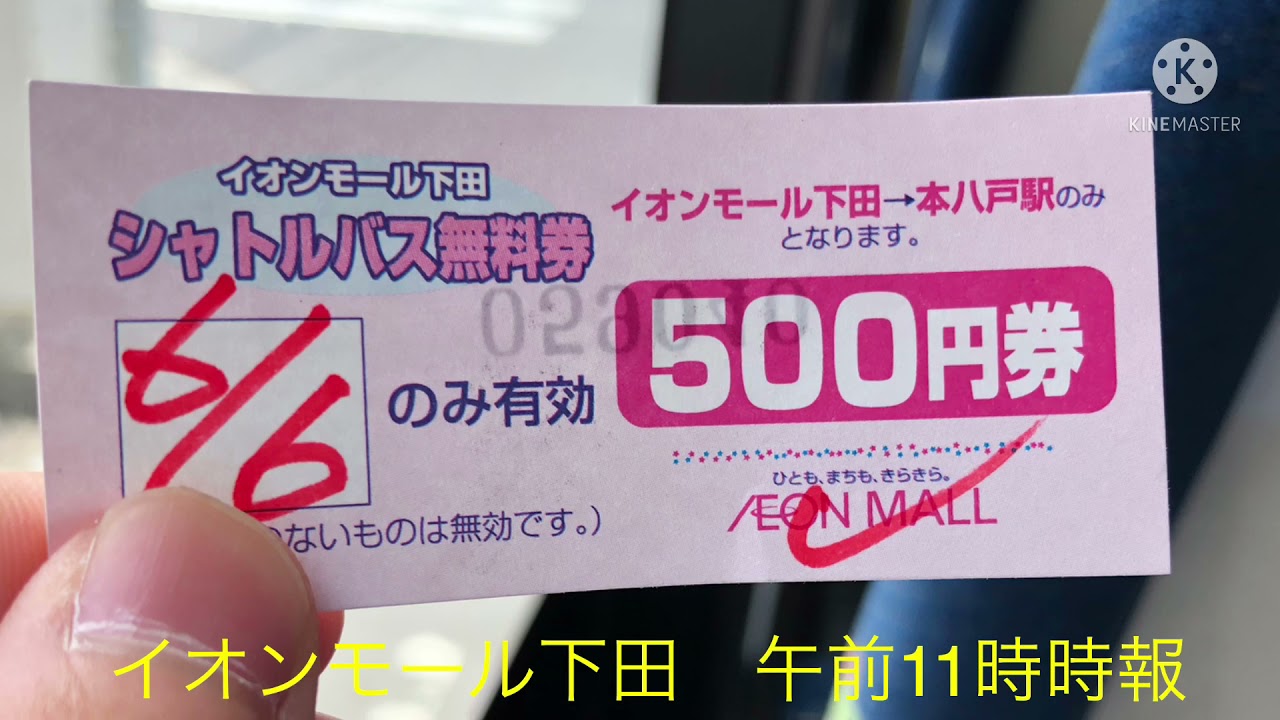 K
KINEMASTER
イオンモール下田
シャトルバス無料券
6/6
のみ有効
ないものは無効です。)
イオンモール下田→本八戸駅のみ
となります。
500円券
ひとも、まちも、きらきら。
ÆON MALL
イオンモール下田 午前11時時報